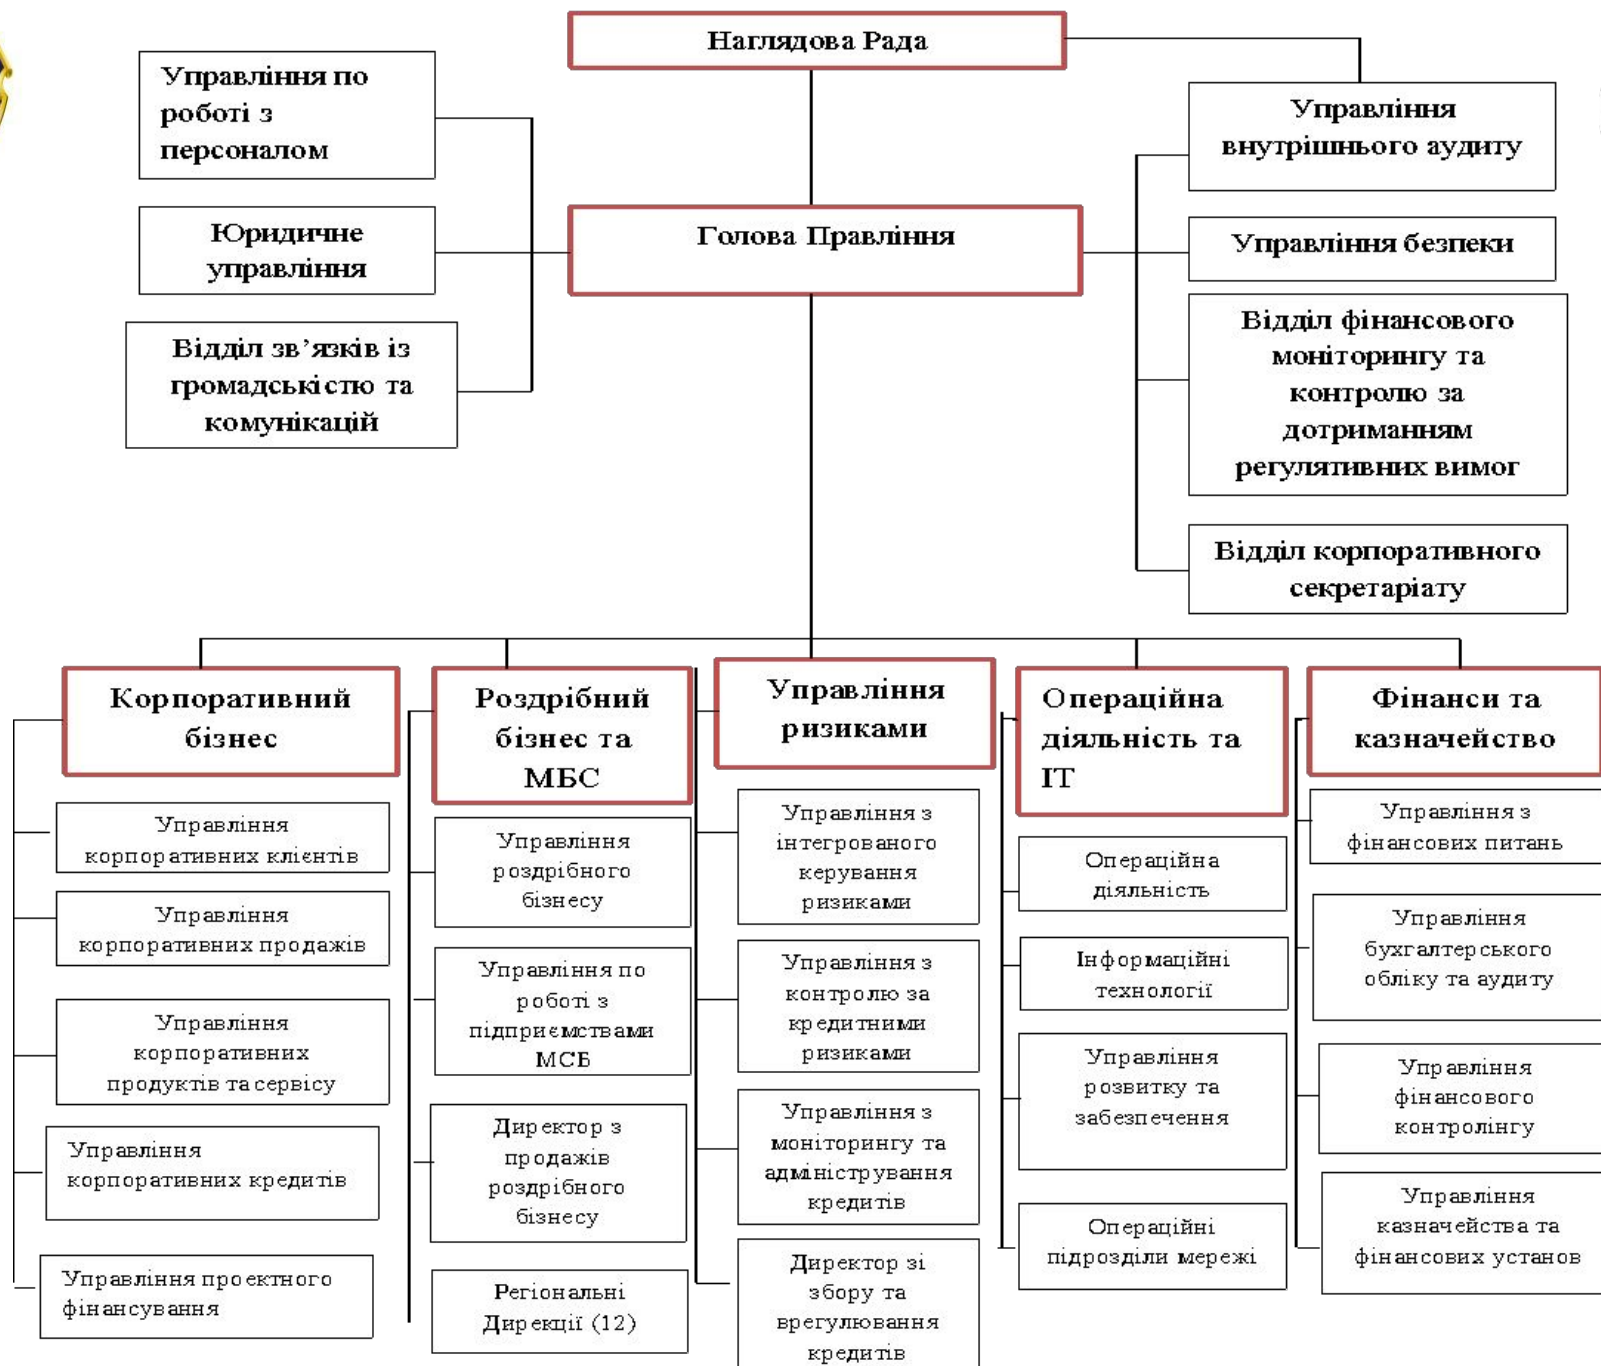 Наглядова Рада
Управління по
роботі з
персоналом
Управління
внутрішнього аудиту
Юридичне
управління
Голова Правління
Управління безпеки
Відділ зв’язків із
громадськістю та
комунікацій
Відділ фінансового
моніторингу та
контролю за
дотриманням
регулятивних вимог
Відділ корпоративного
секретаріату
Корпоративний
бізнес
Управління
корпоративних клієнтів
Управління
корпоративних продажів
Управління
корпоративних
продуктів та сервісу
Управління
корпоративних кредитів
Управління проектного
фінансування
Роздрібний
бізнес та
МБС
Управління
роздрібного
бізнесу
Управління по
роботі з
підприємствами
МСБ
Директор з
продажів
роздрібного
бізнесу
Регіональні
Дирекції (12)
Управління
ризиками
Управління з
інтегрованого
керування
ризиками
Управління з
контролю за
кредитними
ризиками
Управління з
моніторингу та
адміністрування
кредитів
Директор зі
збору та
врегулювання
кредитів
Операційна
діяльність та
ІТ
Операційна
діяльність
Інформаційні
технології
Управління
розвитку та
забезпечення
Операційні
підрозділи мережі
Фінанси та
казначейство
Управління з
фінансових питань
Управління
бухгалтерського
обліку та аудиту
Управління
фінансового
контролінгу
Управління
казначейства та
фінансових установ